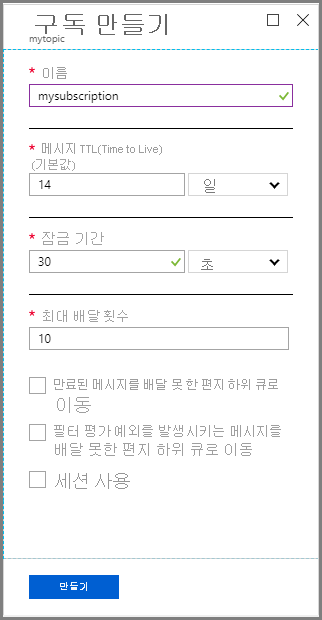 구독 만들기
mytopic
* 이름
mysubscription
* 메시지 TTL(Time to Live)
(기본값)
14 일
* 잠금 기간
30 초
* 최대 배달 횟수
10
만료된 메시지를 배달 못 한 편지 하위 큐로
이동
필터 평가 예외를 발생시키는 메시지를
배달 못한 편지 하위 큐로 이동
세션 사용
만들기